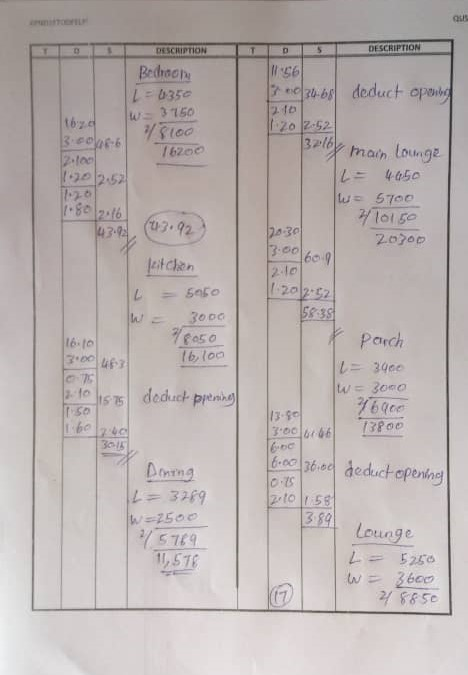 T D S DESCRIPTION T D S DESCRIPTION
Bedroom
L = 4350
W = 3750
2/ 8100
16200
16.20
3.00 48.6
2.100
1.20 2.52
1.20
1.80 2.16
43.92
43.92
Kitchen
L = 5050
W = 3000
2/ 8050
16,100
16.10
3.00 48.3
0.75
2.10 15.75 deduct opening
1.50
1.60 2.40
30.15
Dining
L = 3289
W = 2500
2/ 5789
11,578
11.56
3.00 34.68 deduct opening
2.10
1.20 2.52
32.16
main lounge
L = 4450
W = 5700
2/ 10150
20300
20.30
3.00 60.9
2.10
1.20 2.52
58.38
Porch
L = 3900
W = 3000
2/ 6900
13800
13.80
3.00 41.46
6.00
6.00 36.00 deduct opening
0.75
2.10 1.58
3.89
Lounge
L = 5250
W = 3600
2/ 8850
17